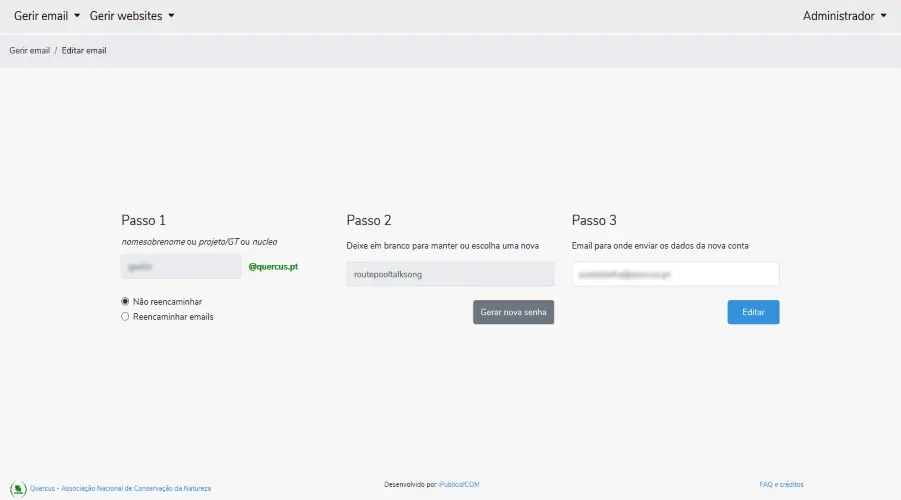 Gerir email Gerir websites Administrador
Gerir email / Editar email
Passo 1
nomesobrenome ou projeto/GT ou nucleo
@quercus.pt
Não reencaminhar
Reencaminhar emails
Passo 2
Deixe em branco para manter ou escolha uma nova
routepooltalksong
Gerar nova senha
Passo 3
Email para onde enviar os dados da nova conta
Editar
Quercus - Associação Nacional de Conservação da Natureza
Desenvolvido por
FAQ e créditos